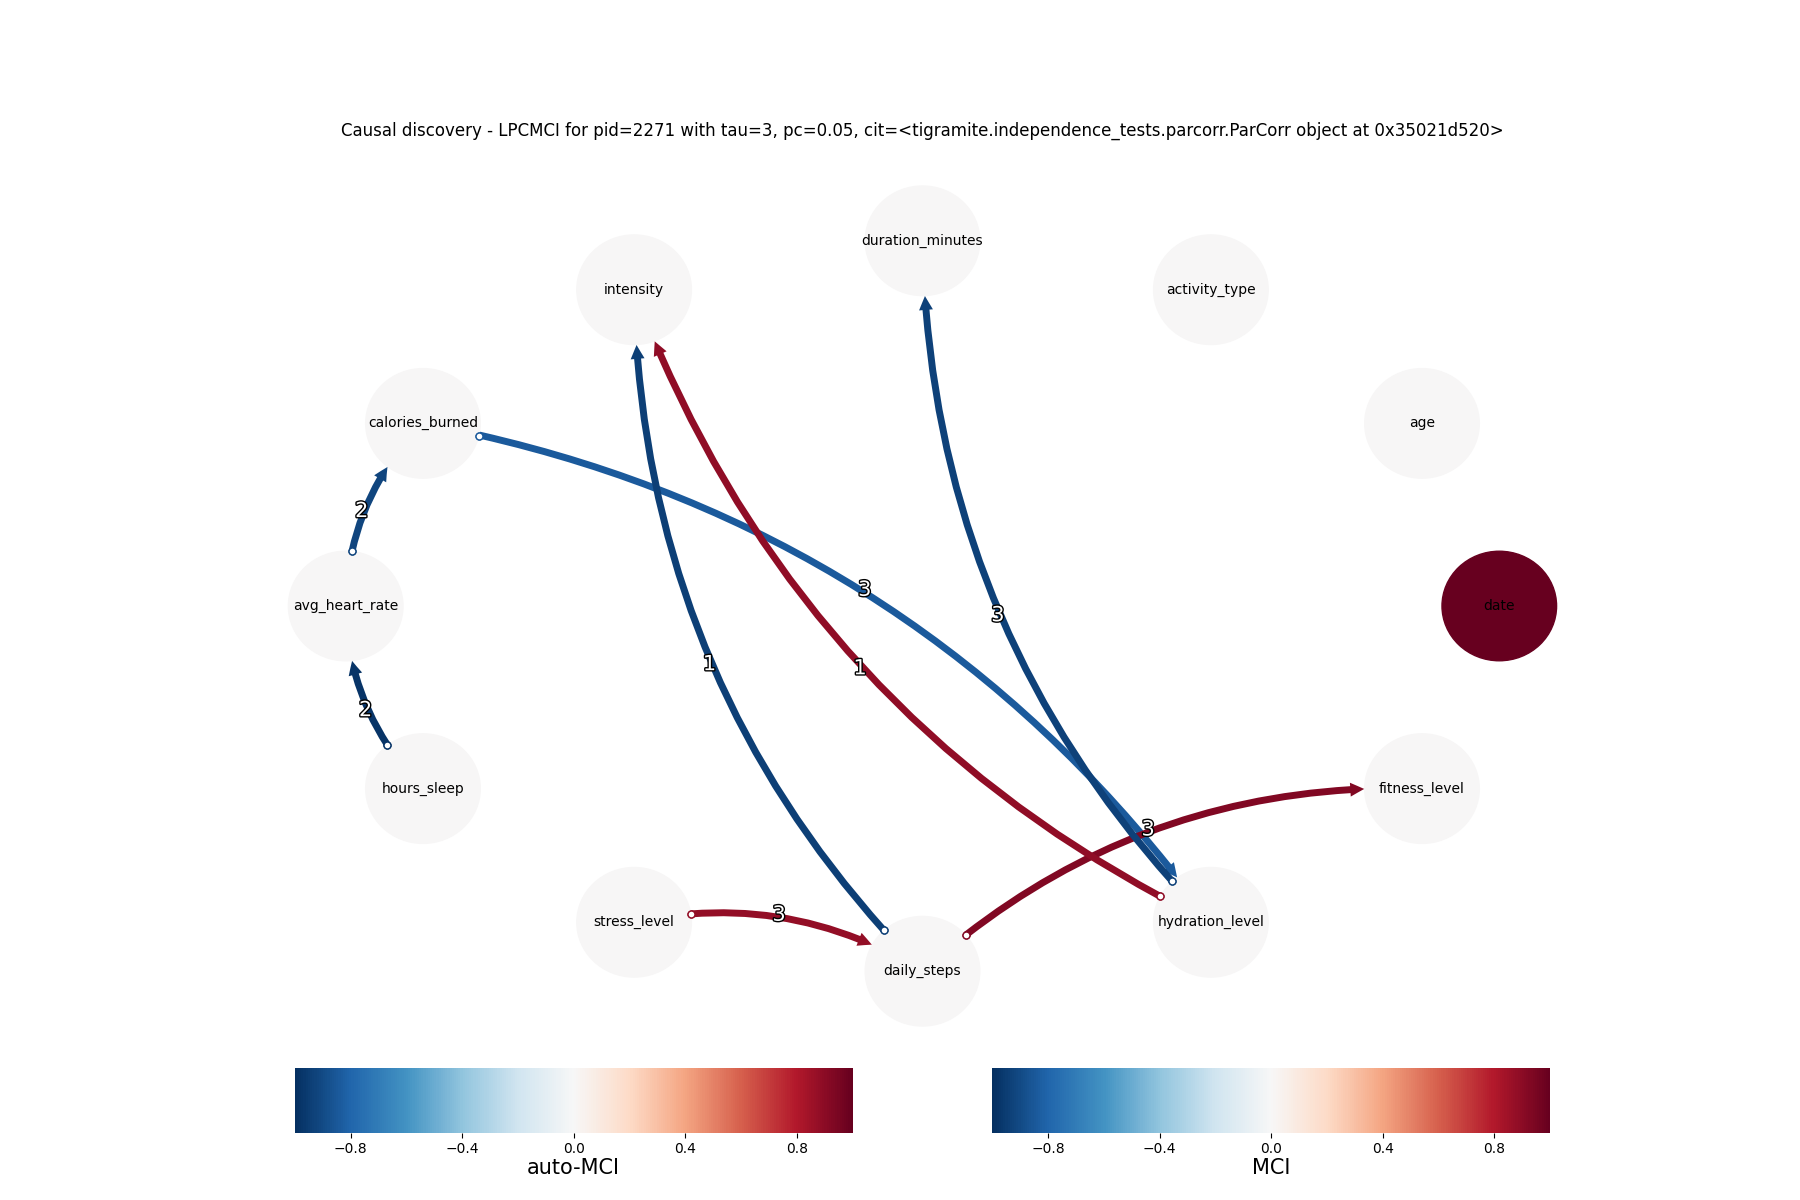 Causal discovery - LPCMCI for pid=2271 with tau=3, pc=0.05, cit=<tigramite.independence_tests.parcorr.ParCorr object at 0x35021d520>
duration_minutes
intensity
activity_type
calories_burned
age
2
3
avg_heart_rate
date
3
1
1
2
hours_sleep
fitness_level
3
3
stress_level
hydration_level
daily_steps
−0.8 −0.4 0.0 0.4 0.8
auto-MCI
−0.8 −0.4 0.0 0.4 0.8
MCI